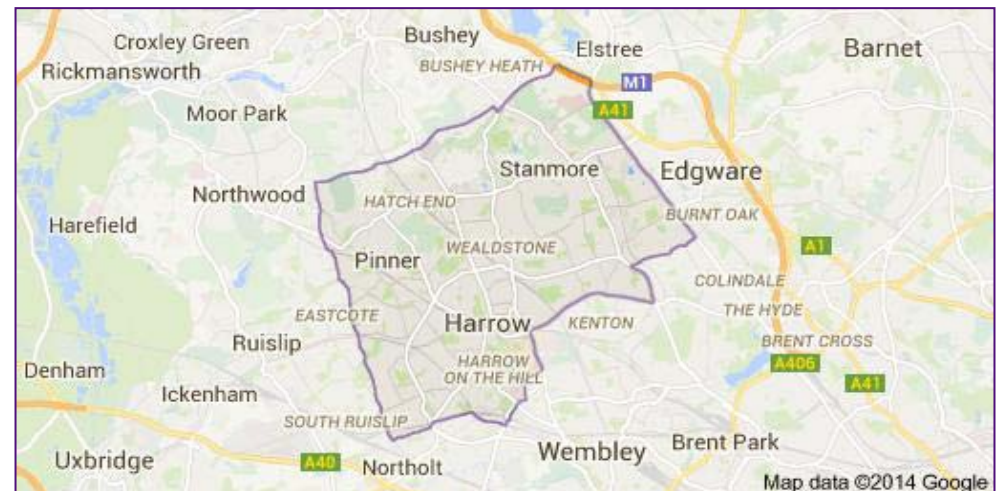 Bushey
Croxley Green
Elstree
Barnet
BUSHEY HEATH
Rickmansworth
M1
Moor Park
A41
Stanmore
Edgware
Northwood
HATCH END
BURNT OAK
Harefield
WEALDSTONE
A1
Pinner
COLINDALE
EASTCOTE
THE HYDE
Harrow
KENTON
Ruislip
BRENT CROSS
HARROW
ON THE HILL
A406
Denham
A41
Ickenham
SOUTH RUISLIP
Wembley
Brent Park
Uxbridge
A40
Northolt
Map data ©2014 Google